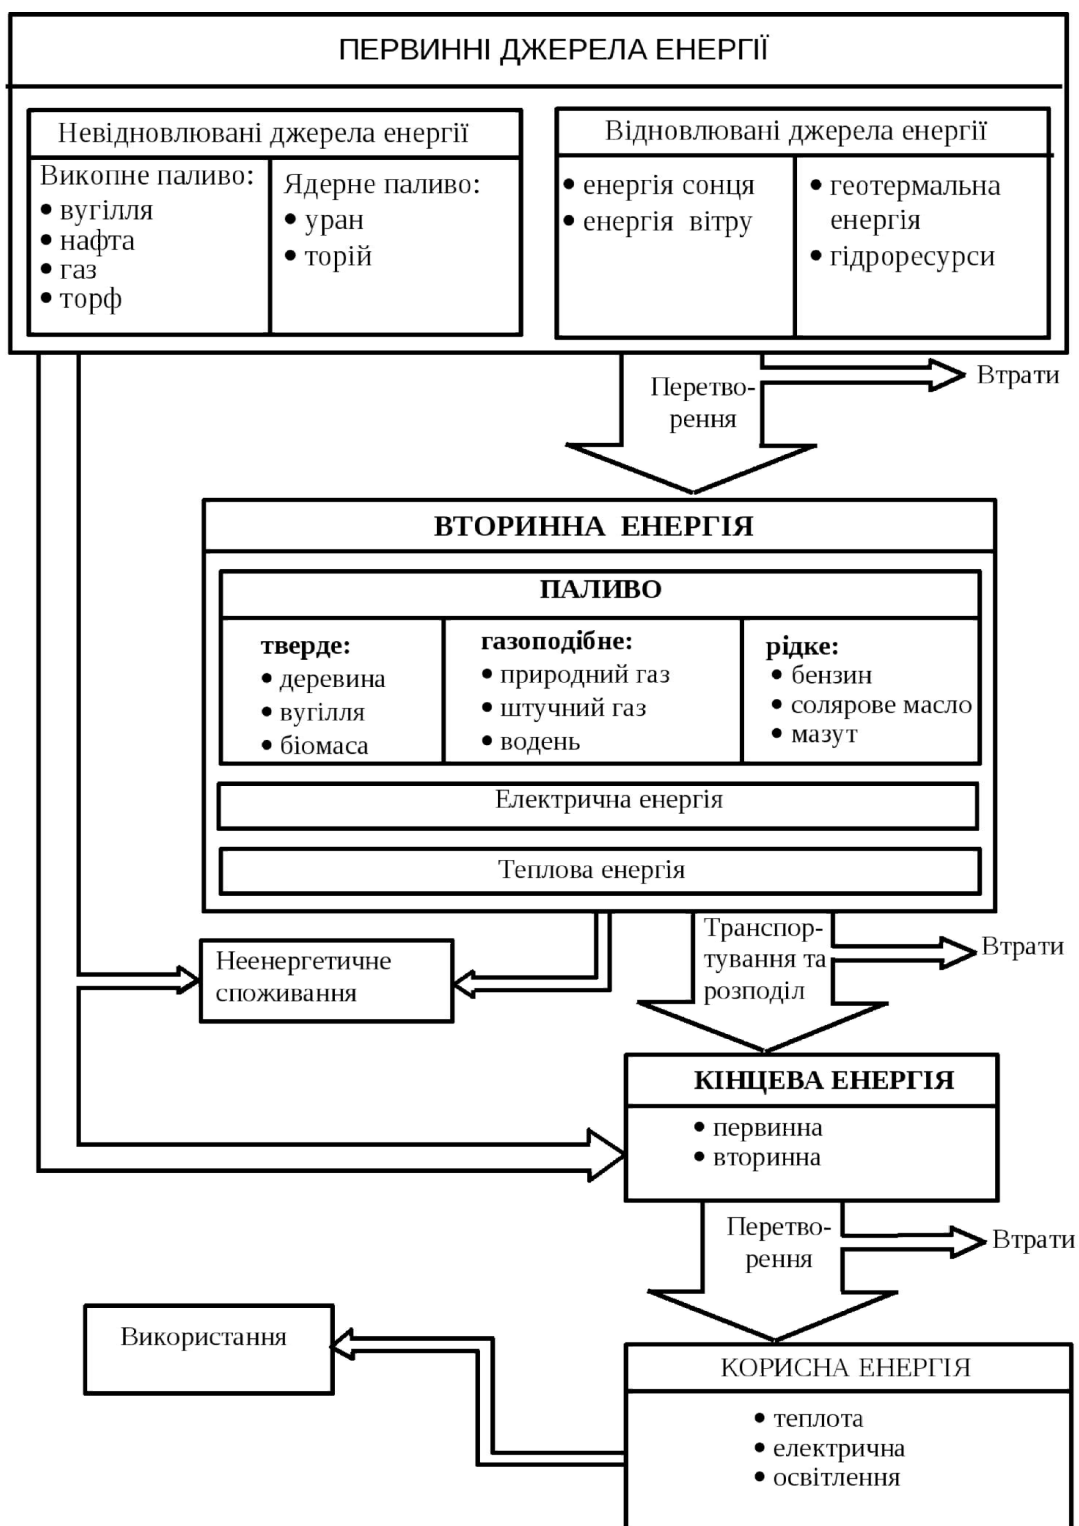 ПЕРВИННІ ДЖЕРЕЛА ЕНЕРГІЇ
Невідновлювані джерела енергії
Викопне паливо:
• вугілля
• нафта
• газ
• торф
Ядерне паливо:
• уран
• торій
Відновлювані джерела енергії
• енергія сонця
• енергія вітру
• геотермальна
енергія
• гідроресурси
Перетво-
рення
Втрати
ВТОРИННА ЕНЕРГІЯ
ПАЛИВО
тверде:
• деревина
• вугілля
• біомаса
газоподібне:
• природний газ
• штучний газ
• водень
рідке:
• бензин
• солярове масло
• мазут
Електрична енергія
Теплова енергія
Неенергетичне
споживання
Транспор-
тування та
розподіл
Втрати
КІНЦЕВА ЕНЕРГІЯ
• первинна
• вторинна
Перетво-
рення
Втрати
Використання
КОРИСНА ЕНЕРГІЯ
• теплота
• електрична
• освітлення